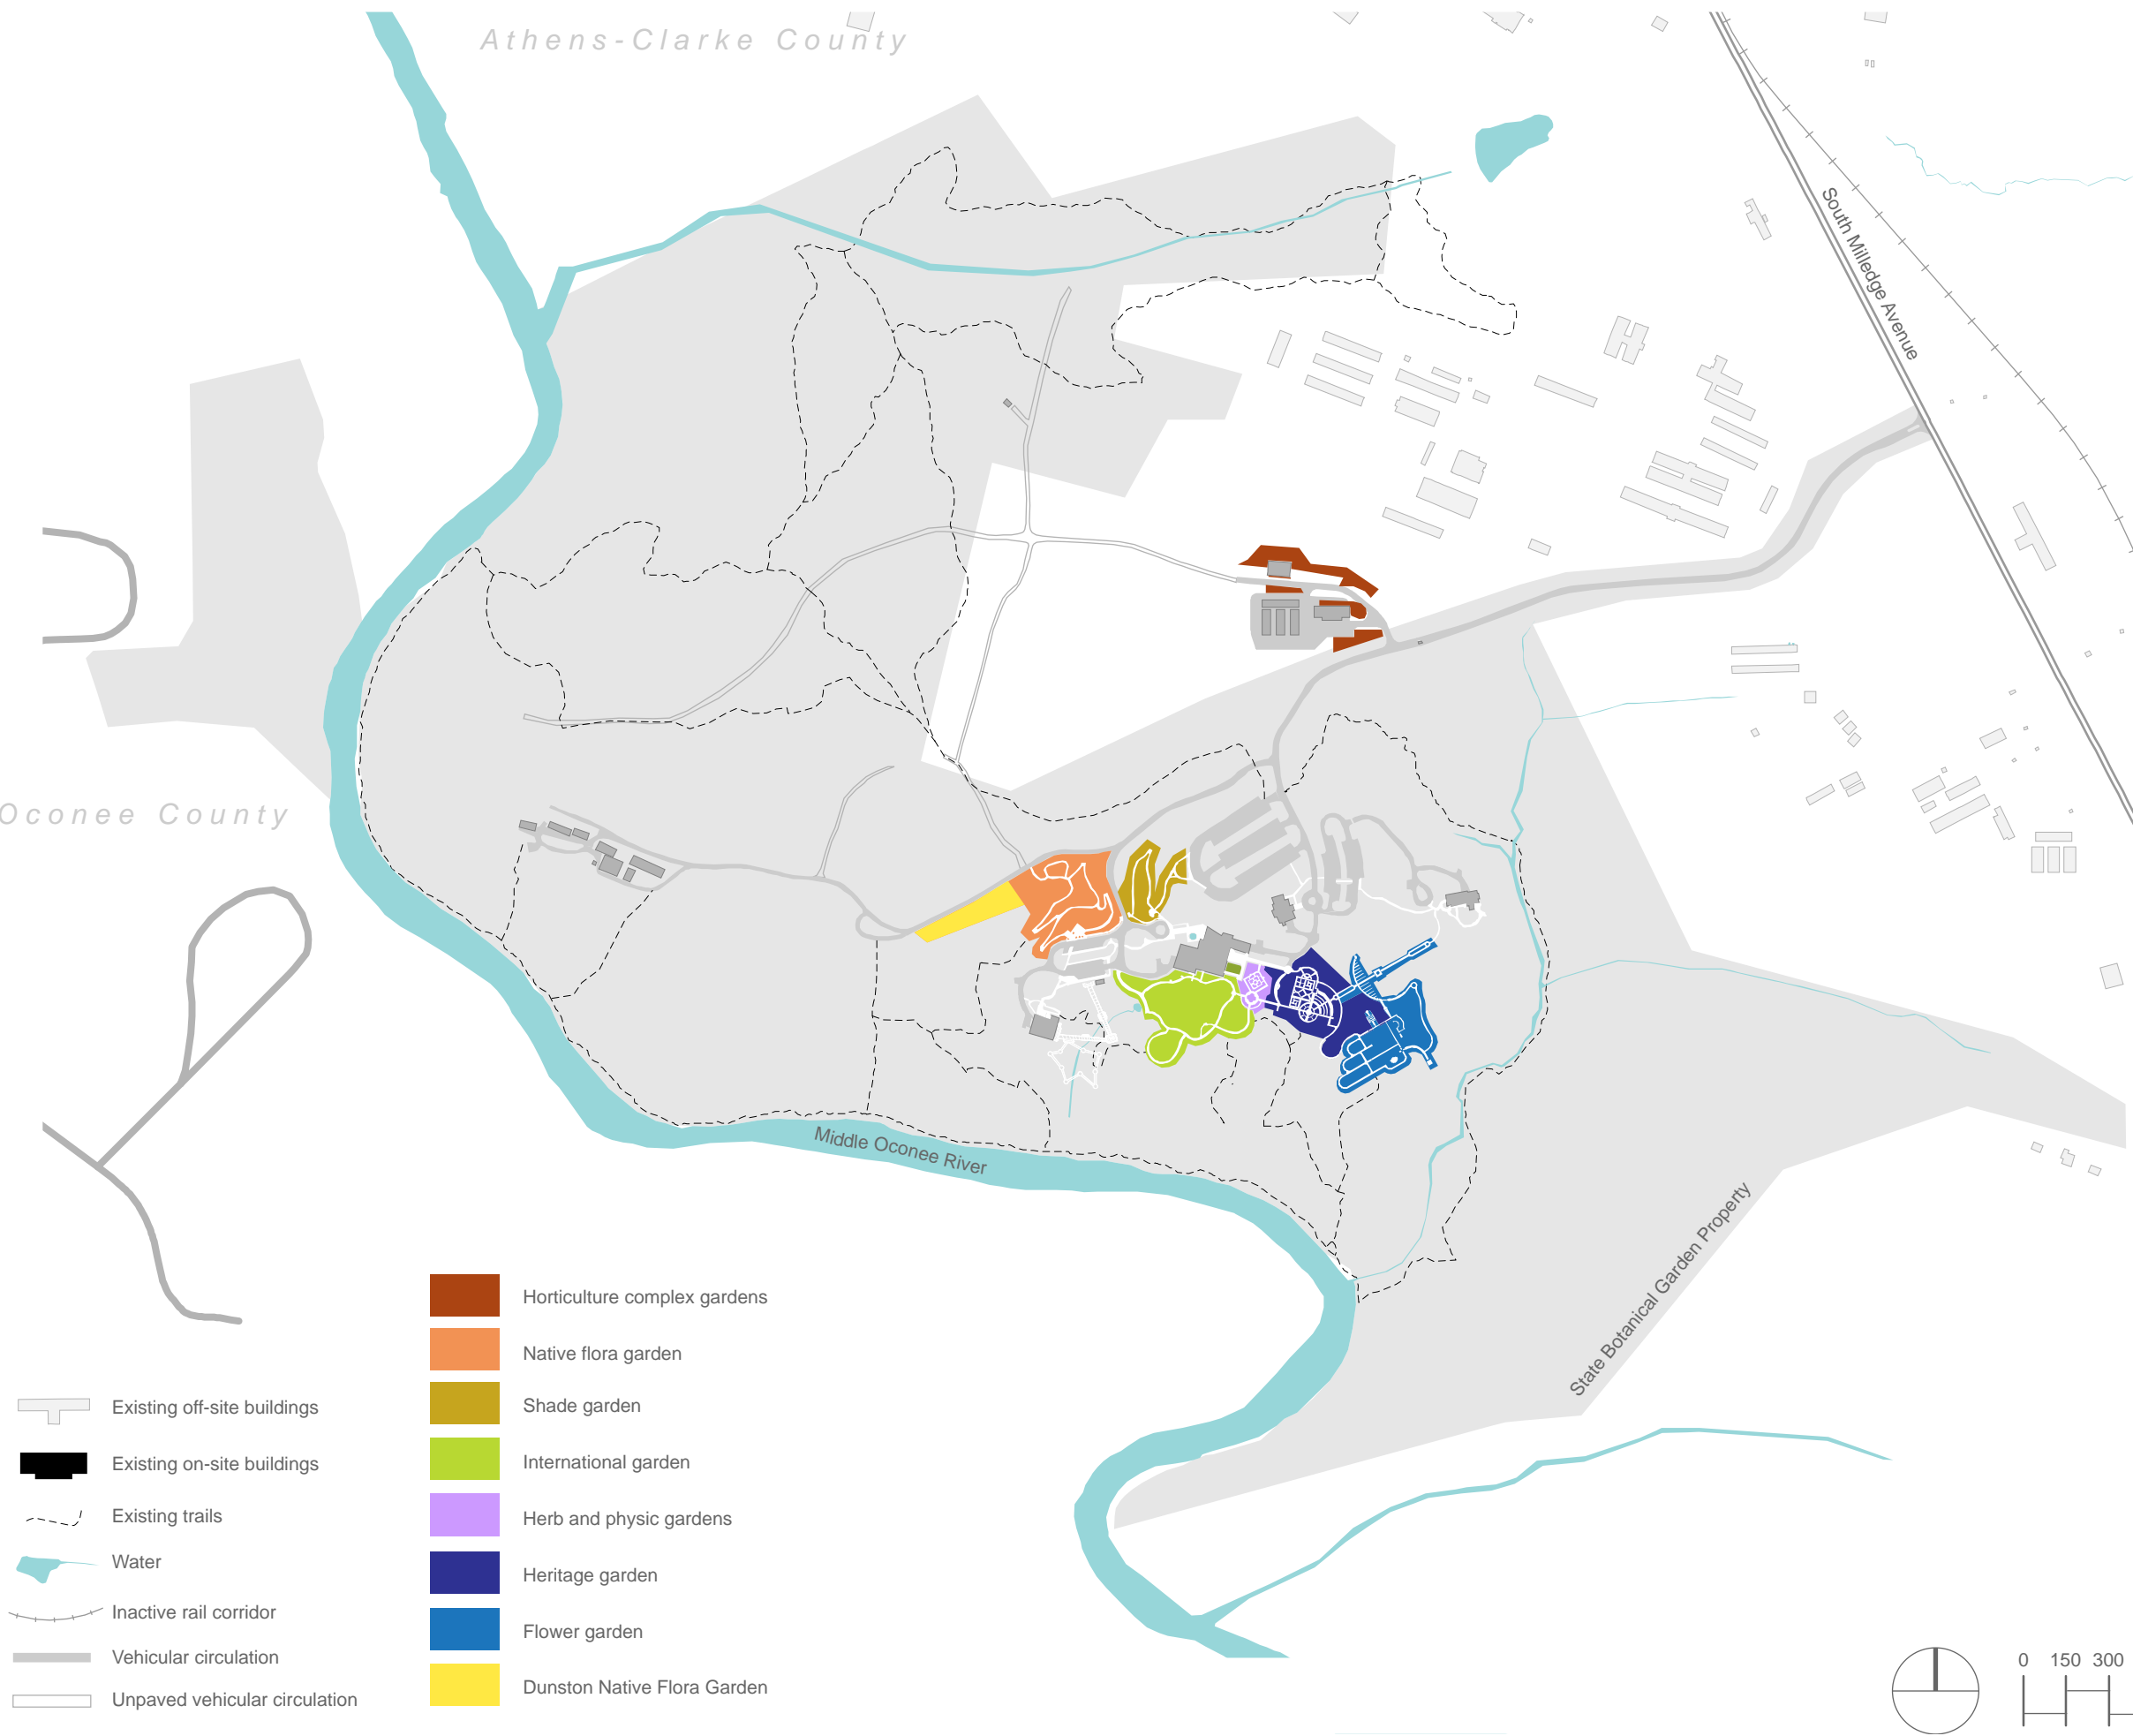 Athens-Clarke County
South Milledge Avenue
Oconee County
Middle Oconee River
State Botanical Garden Property
Horticulture complex gardens
Native flora garden
Shade garden
International garden
Herb and physic gardens
Heritage garden
Flower garden
Dunston Native Flora Garden
Existing off-site buildings
Existing on-site buildings
Existing trails
Water
Inactive rail corridor
Vehicular circulation
Unpaved vehicular circulation
0 150 300